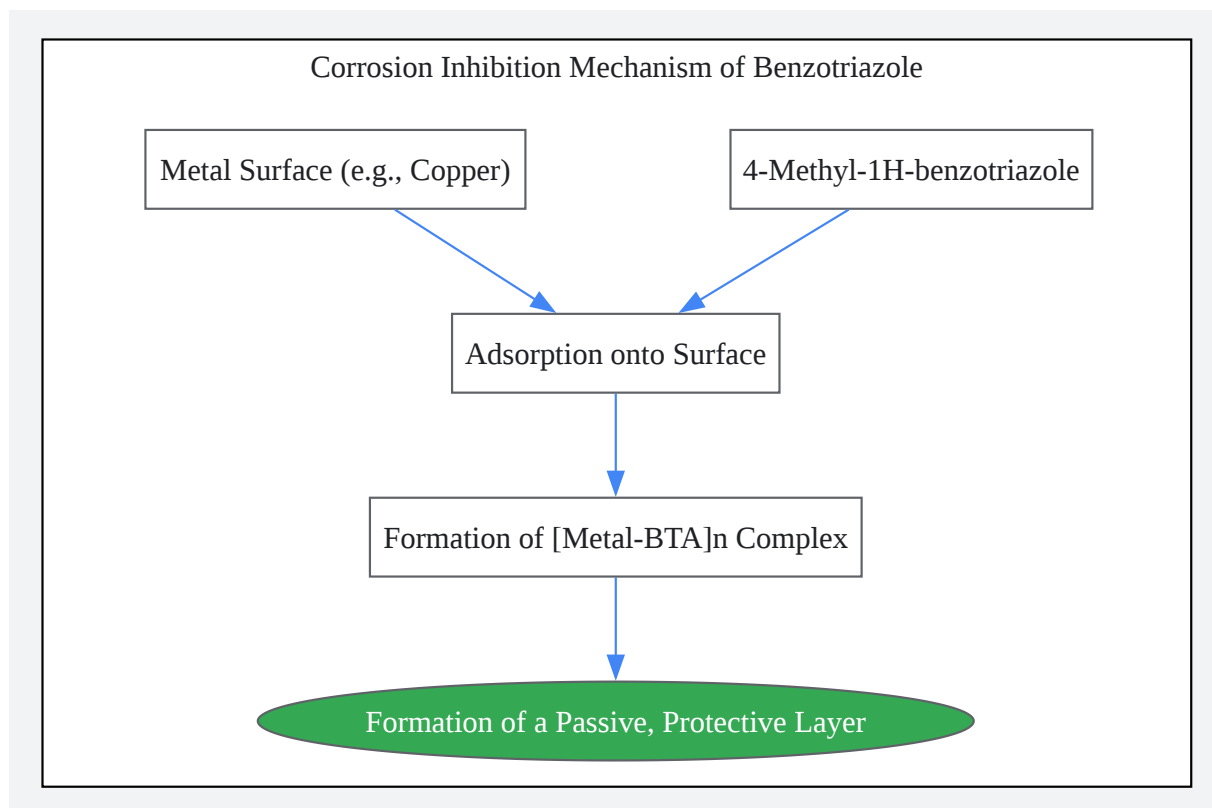 Corrosion Inhibition Mechanism of Benzotriazole
Metal Surface (e.g., Copper)
4-Methyl-1H-benzotriazole
Adsorption onto Surface
Formation of [Metal-BTA]n Complex
Formation of a Passive, Protective Layer